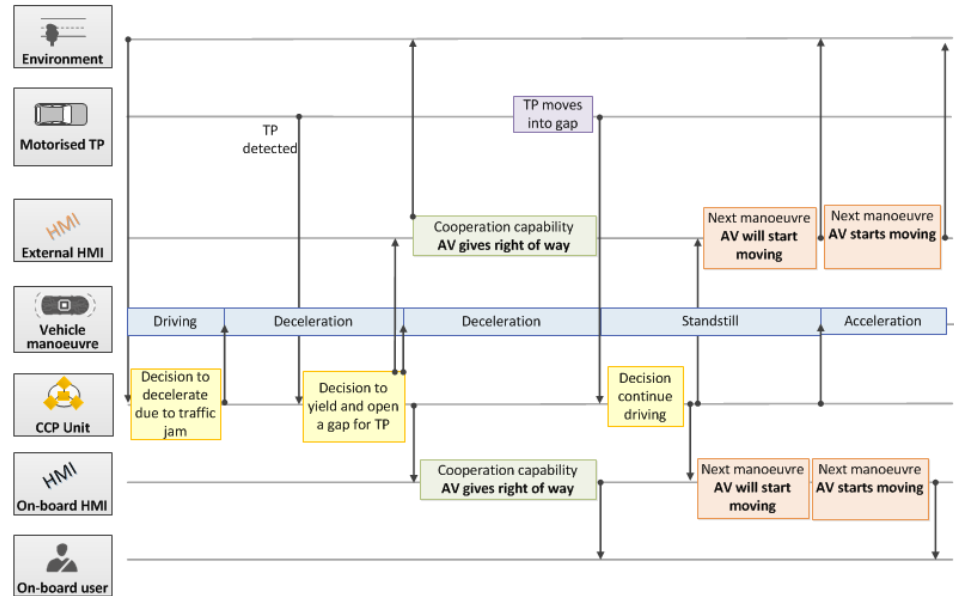 Environment
Motorised TP
HMI
External HMI
Vehicle
manoeuvre
CCP Unit
HMI
On-board HMI
On-board user
TP
detected
TP moves
into gap
Cooperation capability
AV gives right of way
Next manoeuvre
AV will start
moving
Next manoeuvre
AV starts moving
Driving
Deceleration
Deceleration
Standstill
Acceleration
Decision to
decelerate
due to traffic
jam
Decision to
yield and open
a gap for TP
Decision
continue
driving
Cooperation capability
AV gives right of way
Next manoeuvre
AV will start
moving
Next manoeuvre
AV starts moving